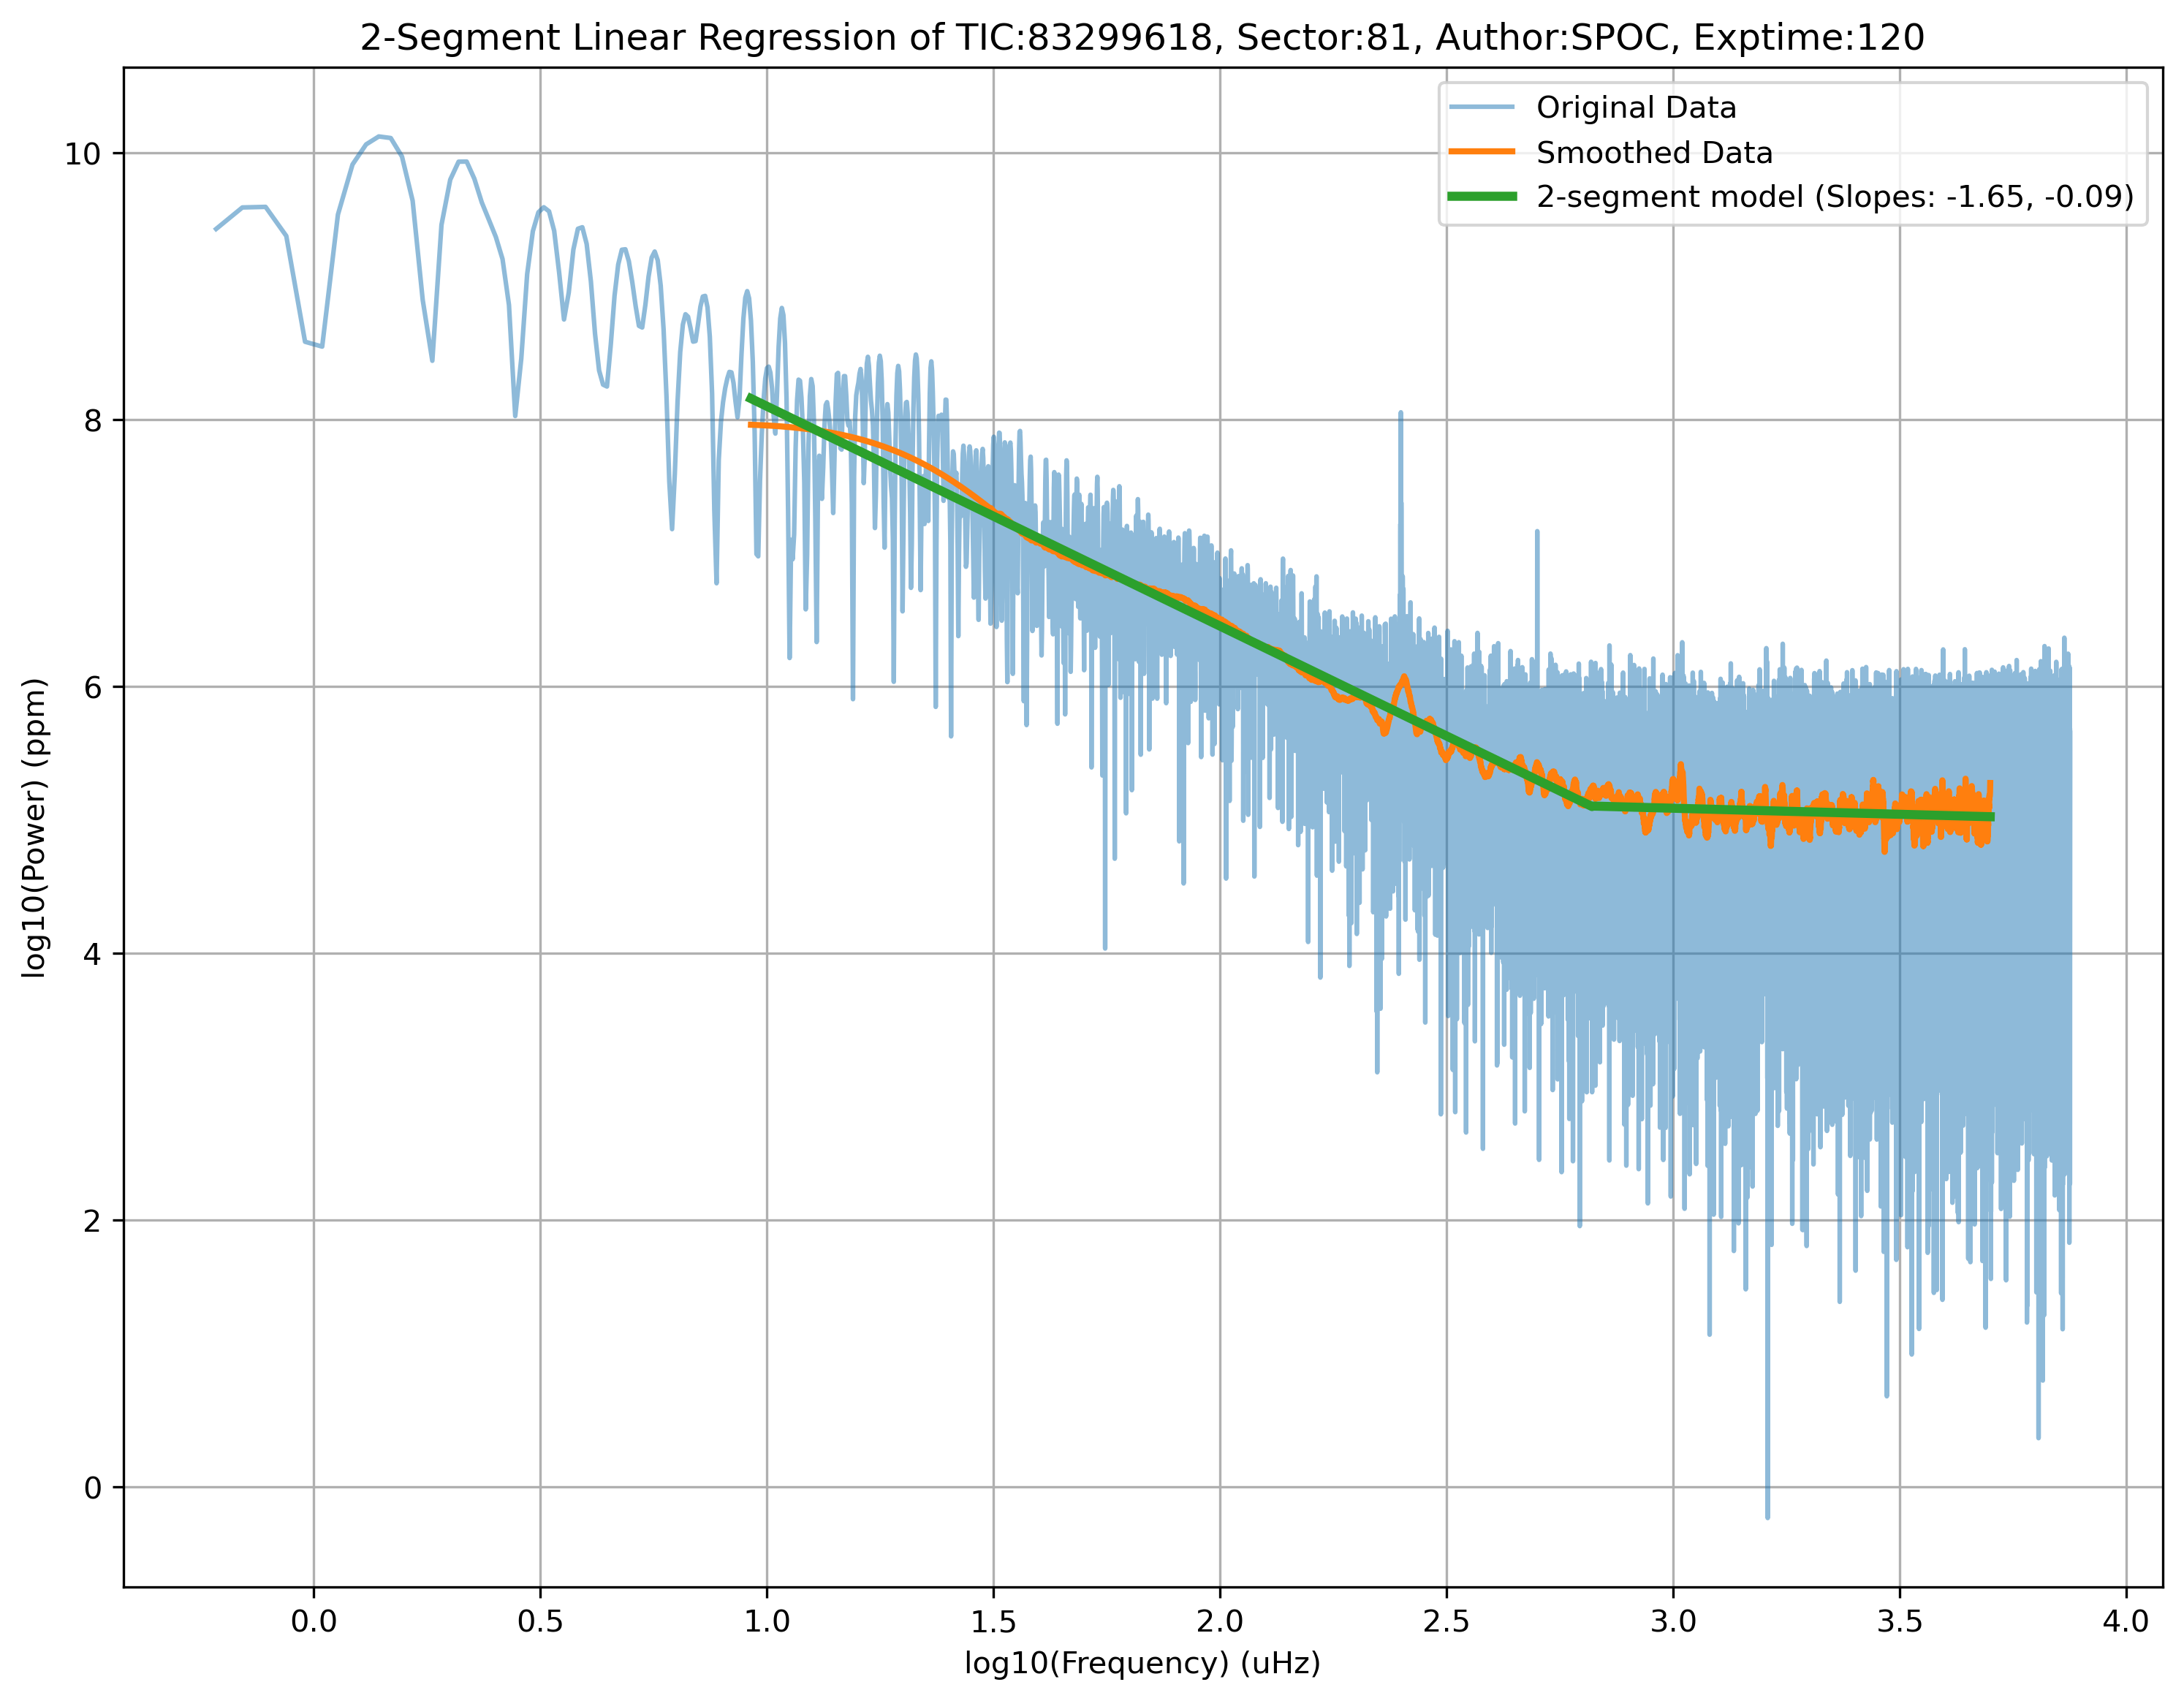 2-Segment Linear Regression of TIC:83299618, Sector:81, Author:SPOC, Exptime:120
Original Data
Smoothed Data
2-segment model (Slopes: -1.65, -0.09)
log10(Power) (ppm)
10
8
6
4
2
0
0.0 0.5 1.0 1.5 2.0 2.5 3.0 3.5 4.0
log10(Frequency) (uHz)